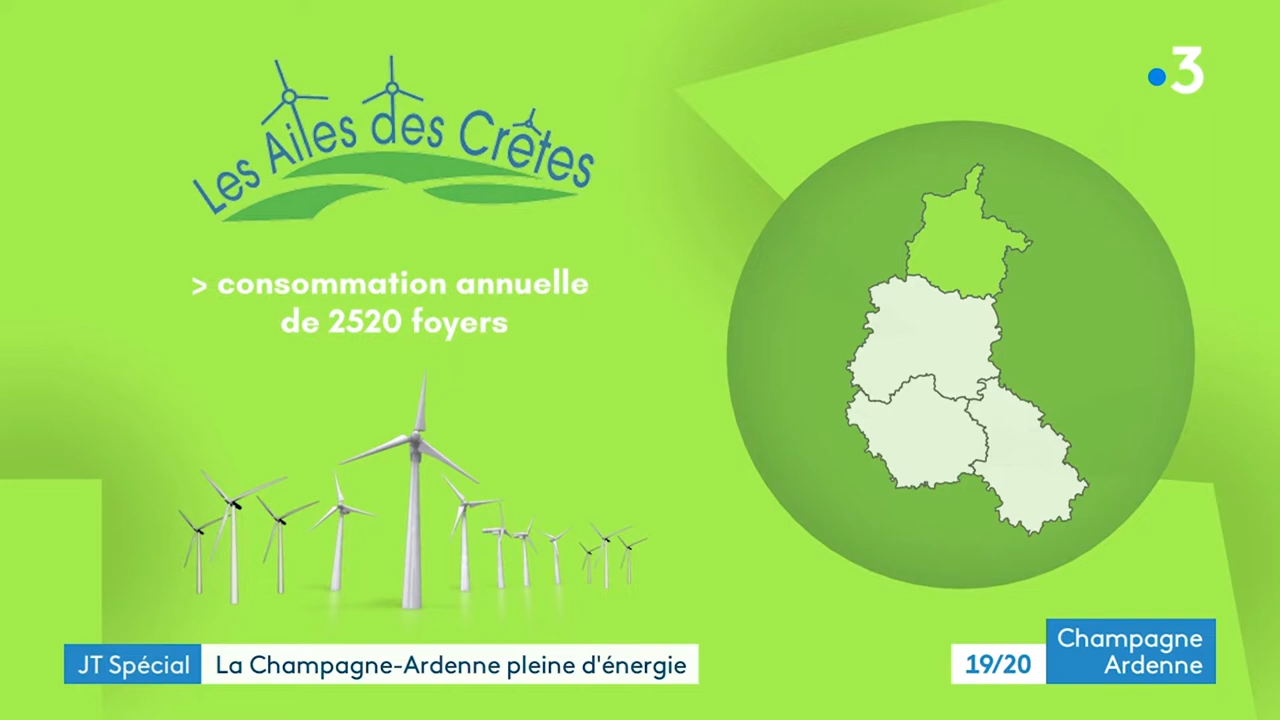 Les Ailes des Crêtes
3
> consommation annuelle
de 2520 foyers
JT Spécial
La Champagne-Ardenne pleine d'énergie
19/20
Champagne
Ardenne